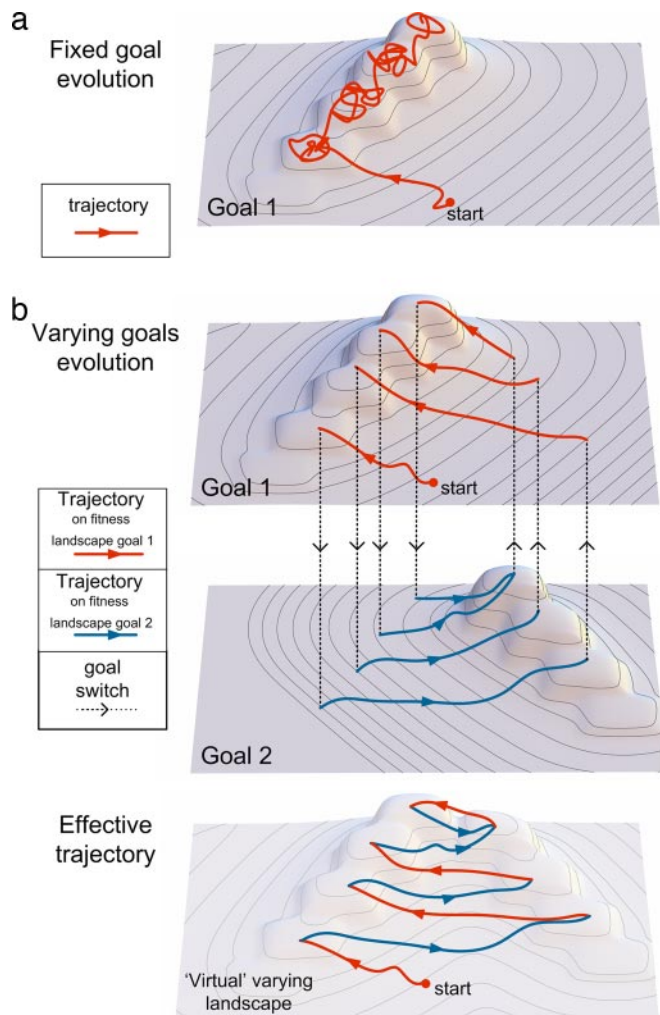 a
Fixed goal
evolution
trajectory
Goal 1
start
b
Varying goals
evolution
Goal 1
start
Trajectory
on fitness
landscape goal 1
Trajectory
on fitness
landscape goal 2
goal
switch
Goal 2
Effective
trajectory
'Virtual' varying
landscape
start